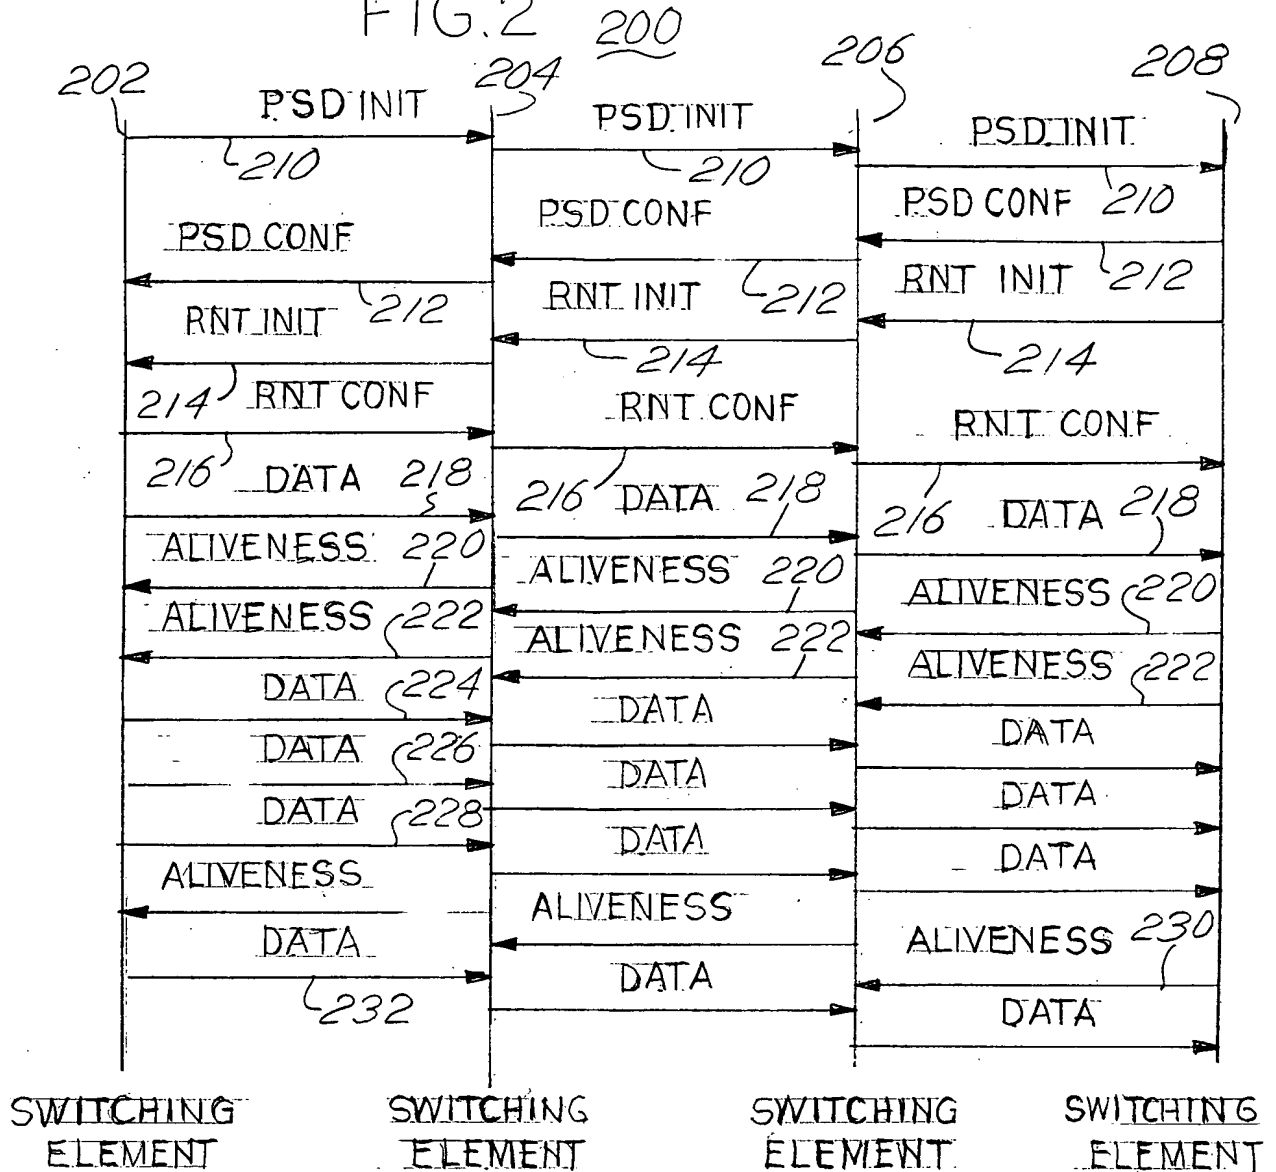 FIG. 2 200
202 204 206 208
PSD INIT PSD INIT PSD INIT
210 210 210
PSD CONF PSD CONF PSD CONF
212 212 212
RNT INIT RNT INIT RNT INIT
214 214 214
RNT CONF RNT CONF RNT CONF
216 216 216
DATA 218 DATA 218 DATA 218
ALIVENESS 220 ALIVENESS 220 ALIVENESS 220
ALIVENESS 222 ALIVENESS 222 ALIVENESS 222
DATA 224 DATA DATA
DATA 226 DATA DATA
DATA 228 DATA DATA
ALIVENESS ALIVENESS ALIVENESS 230
DATA DATA DATA
232
SWITCHING SWITCHING SWITCHING SWITCHING
ELEMENT ELEMENT ELEMENT ELEMENT